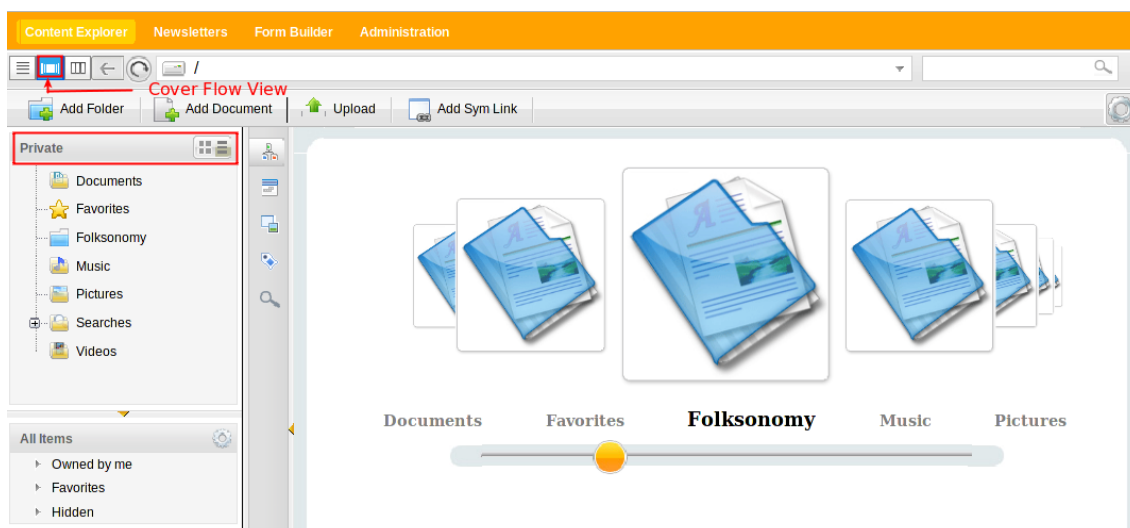 Content Explorer Newsletters Form Builder Administration
/
Cover Flow View
Add Folder Add Document Upload Add Sym Link
Private
Documents
Favorites
Folksonomy
Music
Pictures
Searches
Videos
All Items
Owned by me
Favorites
Hidden
Documents Favorites Folksonomy Music Pictures